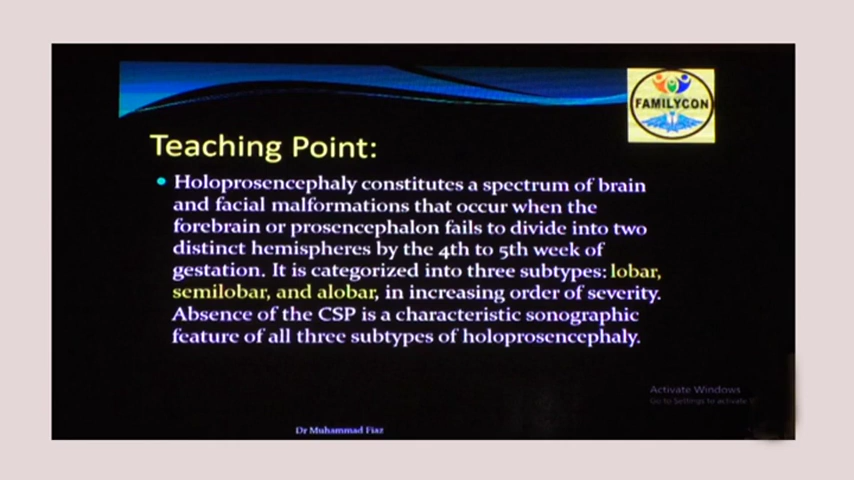 FAMILYCON
Teaching Point:
Holoprosencephaly constitutes a spectrum of brain
and facial malformations that occur when the
forebrain or prosencephalon fails to divide into two
distinct hemispheres by the 4th to 5th week of
gestation. It is categorized into three subtypes: lobar,
semilobar, and alobar, in increasing order of severity.
Absence of the CSP is a characteristic sonographic
feature of all three subtypes of holoprosencephaly.
Activate Windows
Go to Settings to activate
Dr Muhammad Fiaz